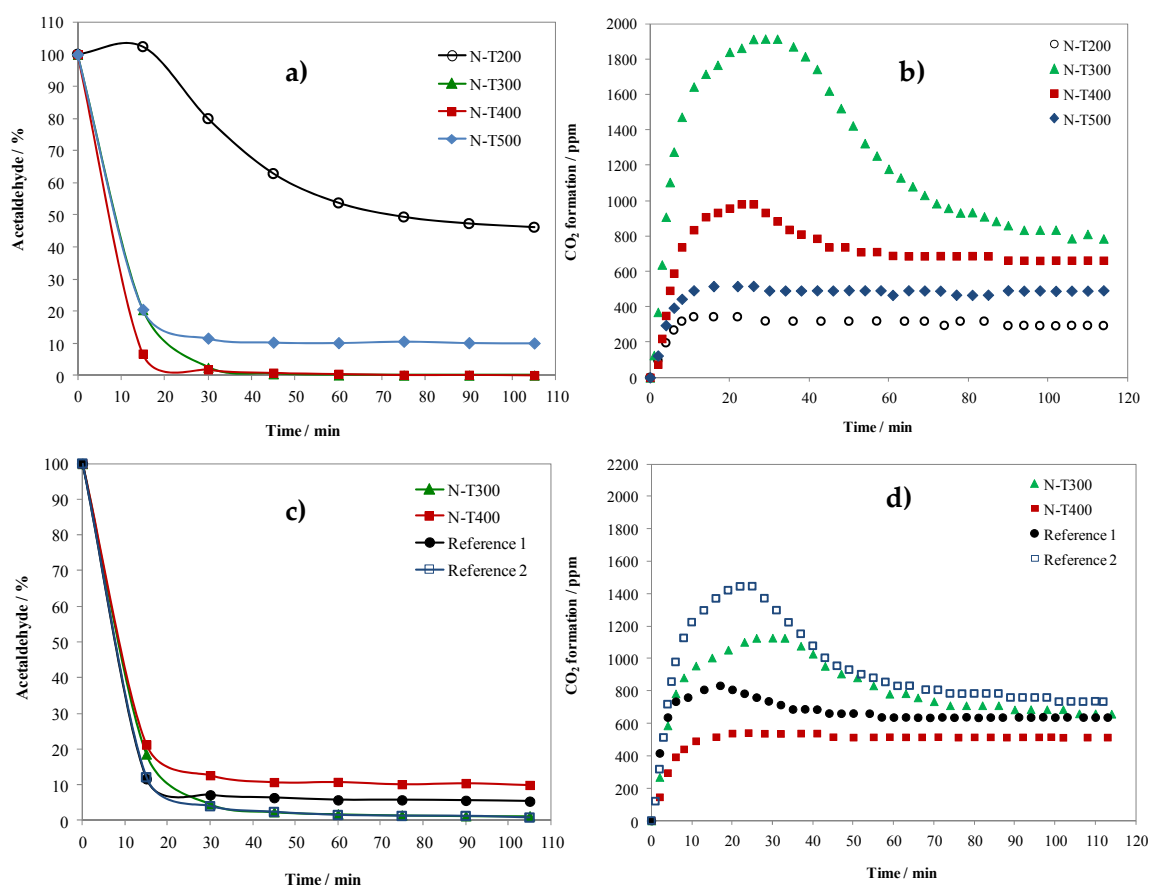 a)
Acetaldehyde / %
110
100
90
80
70
60
50
40
30
20
10
0
0 10 20 30 40 50 60 70 80 90 100 110
Time / min
N-T200
N-T300
N-T400
N-T500
b)
CO2 formation / ppm
2000
1800
1600
1400
1200
1000
800
600
400
200
0
0 20 40 60 80 100 120
Time / min
N-T200
N-T300
N-T400
N-T500
c)
Acetaldehyde / %
100
90
80
70
60
50
40
30
20
10
0
0 10 20 30 40 50 60 70 80 90 100 110
Time / min
N-T300
N-T400
Reference 1
Reference 2
d)
CO2 formation / ppm
2200
2000
1800
1600
1400
1200
1000
800
600
400
200
0
0 10 20 30 40 50 60 70 80 90 100 110 120
Time / min
N-T300
N-T400
Reference 1
Reference 2